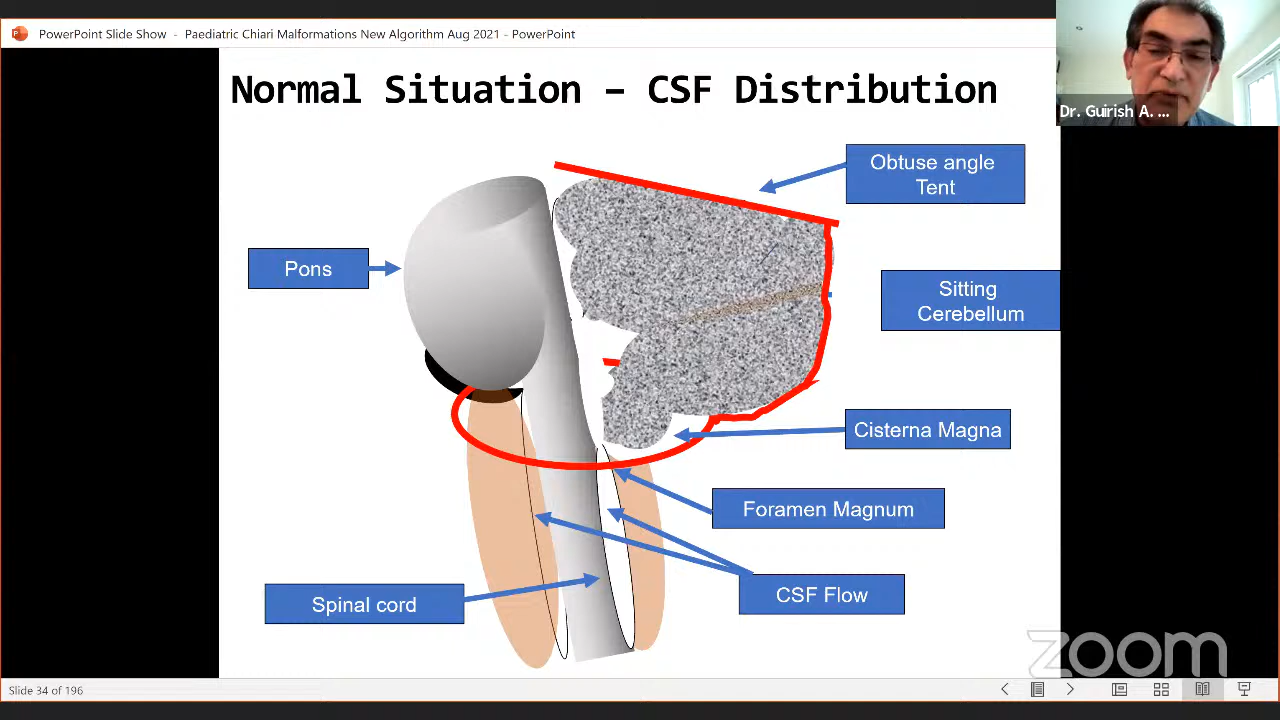 PowerPoint Slide Show - Paediatric Chiari Malformations New Algorithm Aug 2021 - PowerPoint
Dr. Guirish A. ...
Normal Situation – CSF Distribution
Obtuse angle
Tent
Pons
Sitting
Cerebellum
Cisterna Magna
Foramen Magnum
CSF Flow
Spinal cord
zoom
Slide 34 of 196